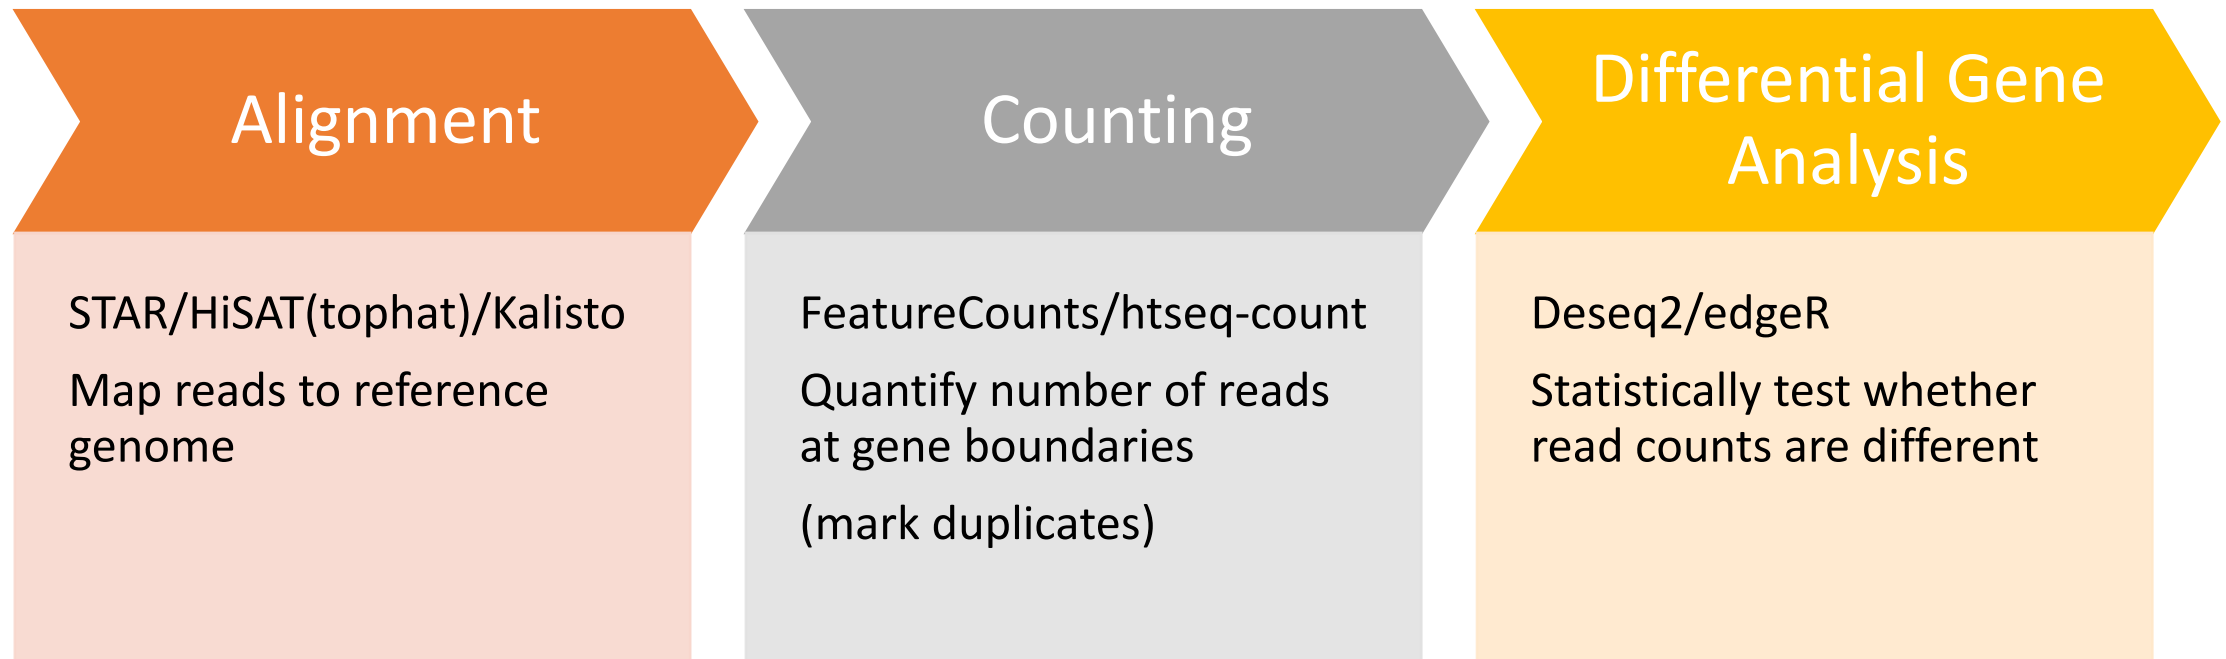 Alignment
STAR/HiSAT(tophat)/Kalisto
Map reads to reference
genome
Counting
FeatureCounts/htseq-count
Quantify number of reads
at gene boundaries
(mark duplicates)
Differential Gene
Analysis
Deseq2/edgeR
Statistically test whether
read counts are different